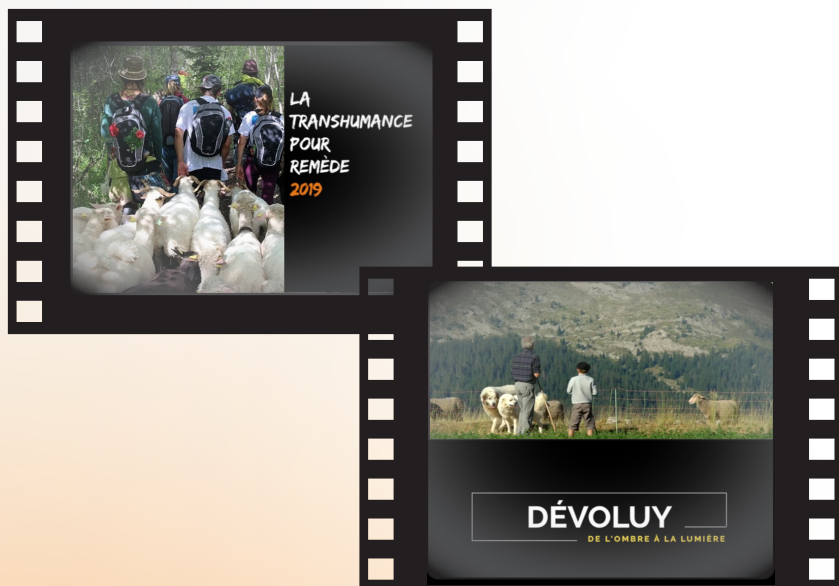 LA
TRANSHUMANCE
POUR
REMÈDE
2019
DÉVOLUY
DE L'OMBRE À LA LUMIÈRE